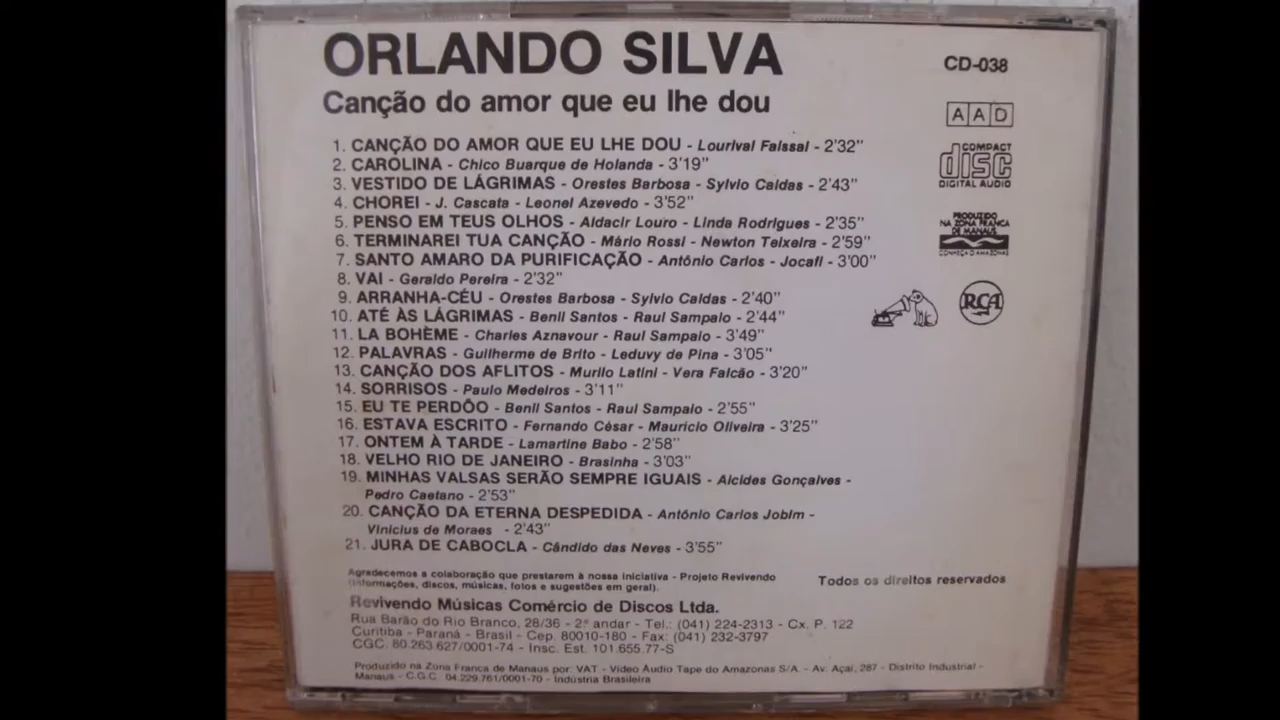 ORLANDO SILVA
CD-038
Canção do amor que eu lhe dou
AAD
COMPACT
disc
DIGITAL AUDIO
1. CANÇÃO DO AMOR QUE EU LHE DOU - Lourival Faissal - 2'32"
2. CAROLINA - Chico Buarque de Holanda - 3'19"
3. VESTIDO DE LÁGRIMAS - Orestes Barbosa - Sylvio Caldas - 2'43"
4. CHOREI - J. Cascata - Leonel Azevedo - 3'52"
5. PENSO EM TEUS OLHOS - Aldacir Louro - Linda Rodrigues - 2'35"
6. TERMINAREI TUA CANÇÃO - Mário Rossi - Newton Teixeira - 2'59"
7. SANTO AMARO DA PURIFICAÇÃO - Antônio Carlos - Jocafi - 3'00"
8. VAI - Geraldo Pereira - 2'32"
9. ARRANHA-CÉU - Orestes Barbosa - Sylvio Caldas - 2'40"
10. ATÉ ÀS LÁGRIMAS - Benil Santos - Raul Sampaio - 2'44"
11. LA BOHÈME - Charles Aznavour - Raul Sampaio - 3'49"
12. PALAVRAS - Guilherme de Brito - Leduvy de Pina - 3'05"
13. CANÇÃO DOS AFLITOS - Murilo Latini - Vera Falcão - 3'20"
14. SORRISOS - Paulo Medeiros - 3'11"
15. EU TE PERDÔO - Benil Santos - Raul Sampaio - 2'55"
16. ESTAVA ESCRITO - Fernando César - Maurício Oliveira - 3'25"
17. ONTEM À TARDE - Lamartine Babo - 2'58"
18. VELHO RIO DE JANEIRO - Brasinha - 3'03"
19. MINHAS VALSAS SERÃO SEMPRE IGUAIS - Alcides Gonçalves -
Pedro Caetano - 2'53"
20. CANÇÃO DA ETERNA DESPEDIDA - Antônio Carlos Jobim -
Vinicius de Moraes - 2'43"
21. JURA DE CABOCLA - Cândido das Neves - 3'55"
PRODUZIDO
NA ZONA FRANCA
DE MANAUS
CONHEÇA O AMAZONAS
RCA
Agradecemos a colaboração que prestarem à nossa iniciativa - Projeto Revivendo
(informações, discos, músicas, fotos e sugestões em geral).
Todos os direitos reservados
Revivendo Músicas Comércio de Discos Ltda.
Rua Barão do Rio Branco, 28/36 - 2º andar - Tel.: (041) 224-2313 - Cx. P. 122
Curitiba - Paraná - Brasil - Cep. 80010-180 - Fax: (041) 232-3797
CGC. 80.263.627/0001-74 - Insc. Est. 101.655.77-S
Produzido na Zona Franca de Manaus por: VAT - Vídeo Áudio Tape do Amazonas S/A. - Av. Açaí, 287 - Distrito Industrial -
Manaus - C.G.C. 04.229.761/0001-70 - Indústria Brasileira